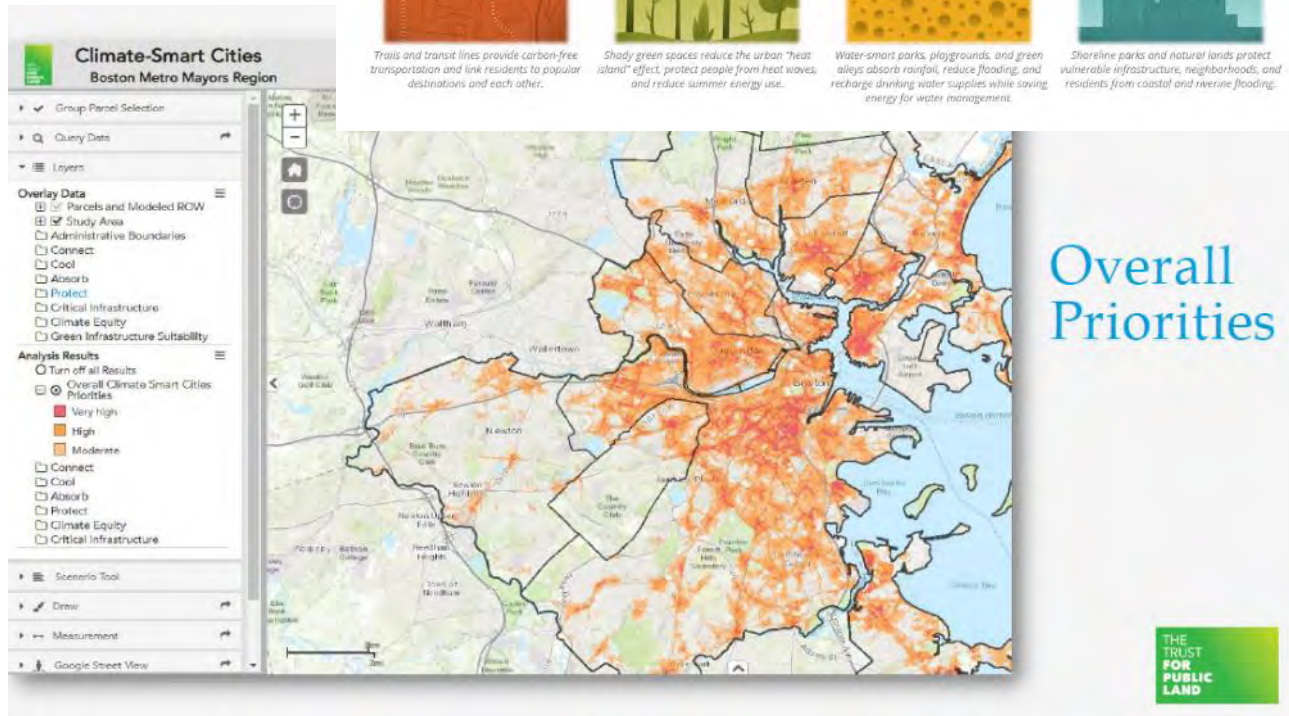 Trails and transit lines provide carbon-free
transportation and link residents to popular
destinations and each other.
Shady green spaces reduce the urban "heat
island" effect, protect people from heat waves,
and reduce summer energy use.
Water-smart parks, playgrounds, and green
alleys absorb rainfall, reduce flooding, and
recharge drinking water supplies while saving
energy for water management.
Shoreline parks and natural lands protect
vulnerable infrastructure, neighborhoods, and
residents from coastal and riverine flooding.
Climate-Smart Cities
Boston Metro Mayors Region
Group Parcel Selection
Query Data
Layers
Overlay Data
Parcels and Modeled ROW
Study Area
Administrative Boundaries
Connect
Cool
Absorb
Protect
Critical Infrastructure
Climate Equity
Green Infrastructure Suitability
Analysis Results
Turn off all Results
Overall Climate Smart Cities
Priorities
Very high
High
Moderate
Connect
Cool
Absorb
Protect
Climate Equity
Critical Infrastructure
Scenario Tool
Draw
Measurement
Google Street View
Waltham
Watertown
Newton
Boston
The
Country
Club
Needham
Heights
Overall
Priorities
THE
TRUST
FOR
PUBLIC
LAND